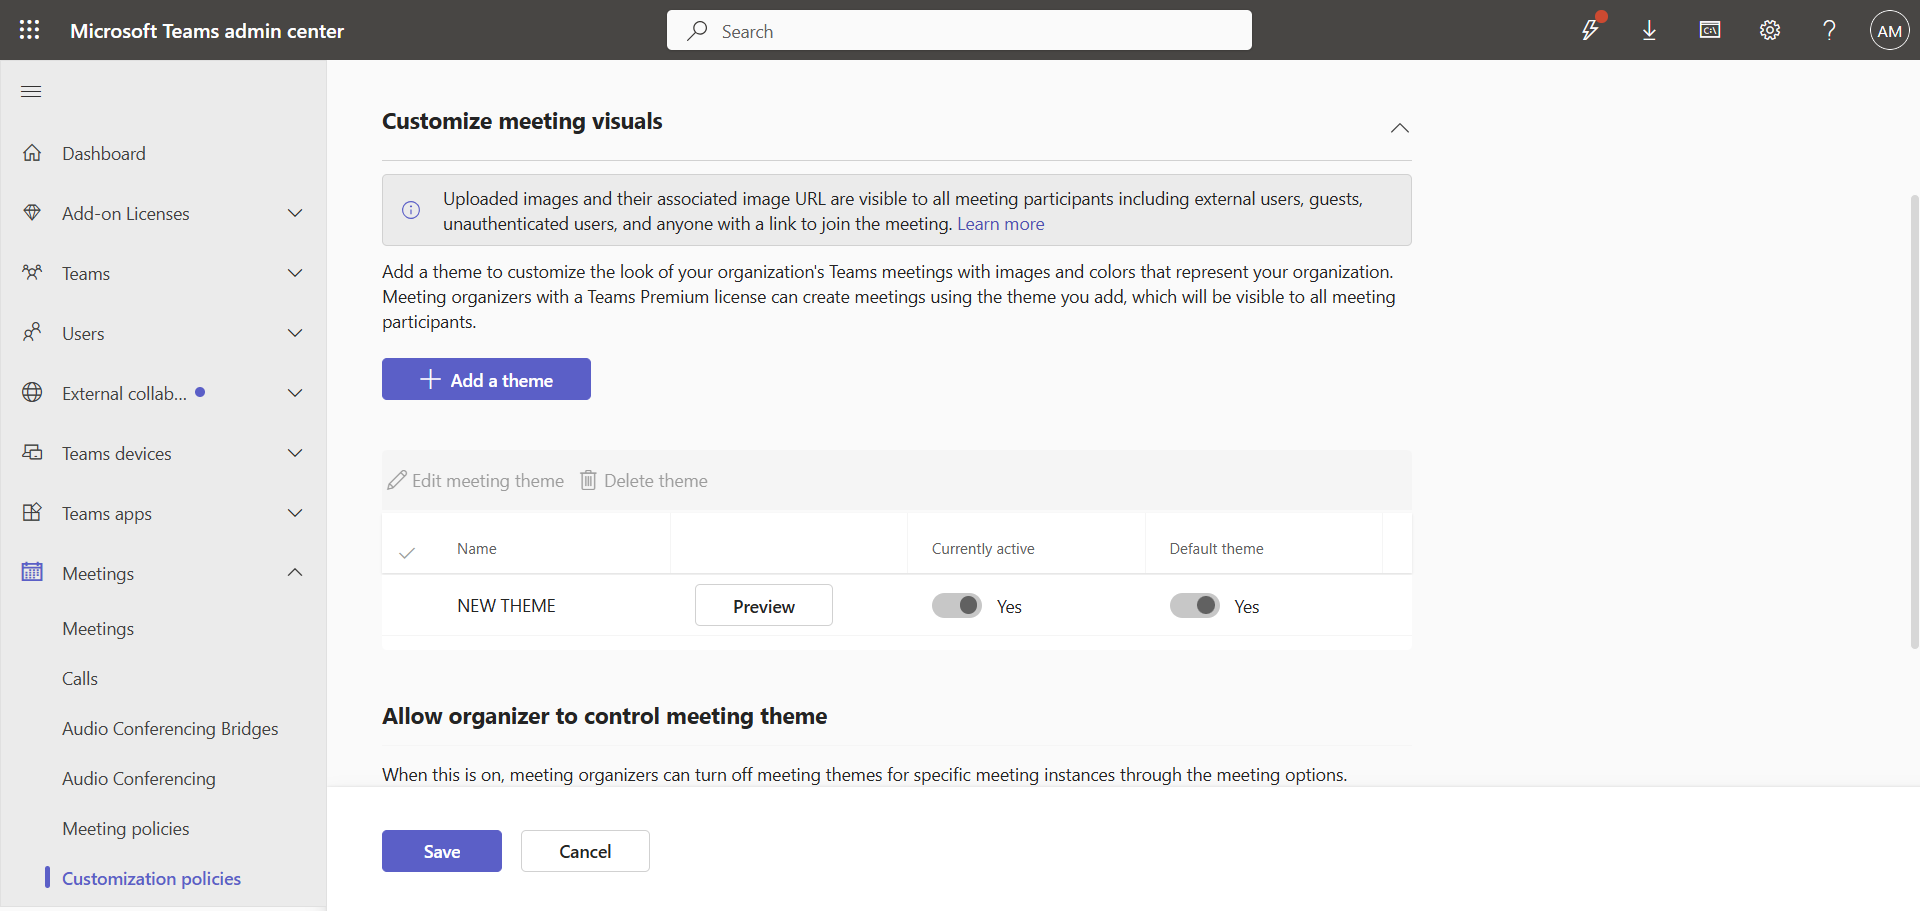 Microsoft Teams admin center
Search
C:\
?
AM
Dashboard
Add-on Licenses
Teams
Users
External collab...
Teams devices
Teams apps
Meetings
Meetings
Calls
Audio Conferencing Bridges
Audio Conferencing
Meeting policies
Customization policies
Customize meeting visuals
Uploaded images and their associated image URL are visible to all meeting participants including external users, guests,
unauthenticated users, and anyone with a link to join the meeting. Learn more
Add a theme to customize the look of your organization's Teams meetings with images and colors that represent your organization.
Meeting organizers with a Teams Premium license can create meetings using the theme you add, which will be visible to all meeting
participants.
Add a theme
Edit meeting theme Delete theme
Name Currently active Default theme
NEW THEME Preview Yes Yes
Allow organizer to control meeting theme
When this is on, meeting organizers can turn off meeting themes for specific meeting instances through the meeting options.
Save Cancel